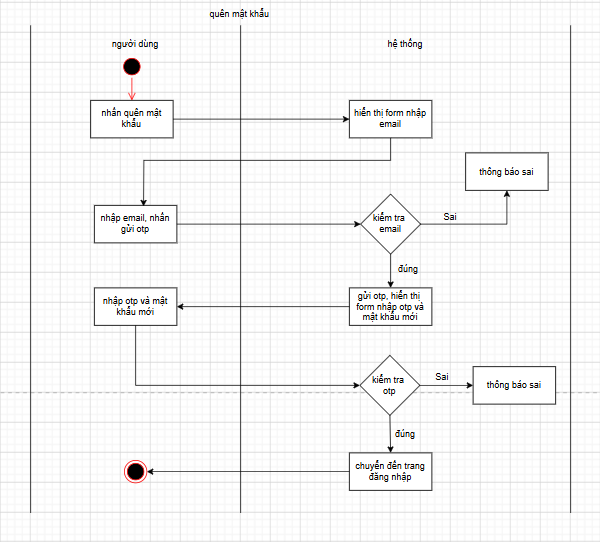 quên mật khẩu
người dùng
hệ thống
nhấn quên mật
khẩu
hiển thị form nhập
email
thông báo sai
nhập email, nhấn
gửi otp
kiểm tra
email
Sai
đúng
nhập otp và mật
khẩu mới
gửi otp, hiển thị
form nhập otp và
mật khẩu mới
kiểm tra
otp
Sai
thông báo sai
đúng
chuyển đến trang
đăng nhập